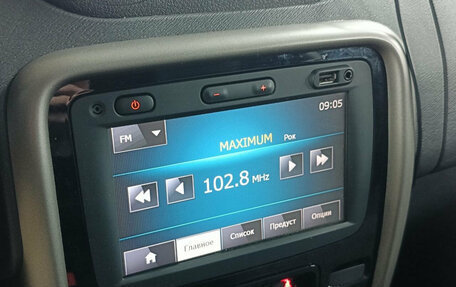 09:05
FM
MAXIMUM Рок
102.8 MHz
Главное Список Предуст Опции